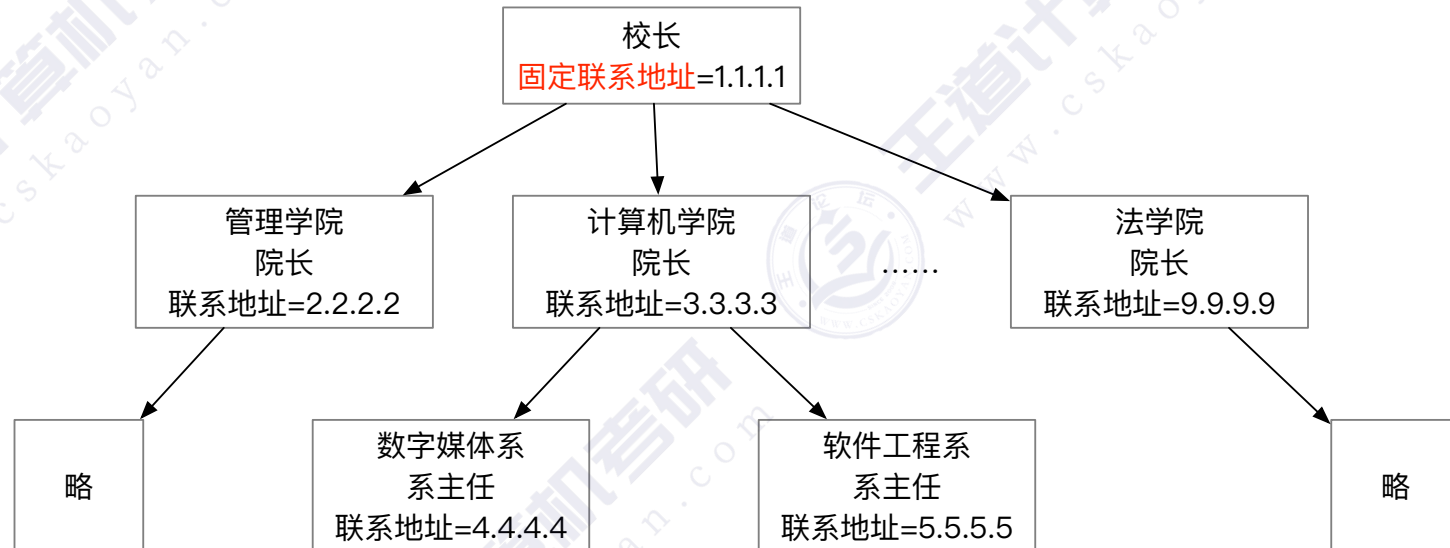 校长
固定联系地址=1.1.1.1
管理学院
院长
联系地址=2.2.2.2
计算机学院
院长
联系地址=3.3.3.3
……
法学院
院长
联系地址=9.9.9.9
略
数字媒体系
系主任
联系地址=4.4.4.4
软件工程系
系主任
联系地址=5.5.5.5
略